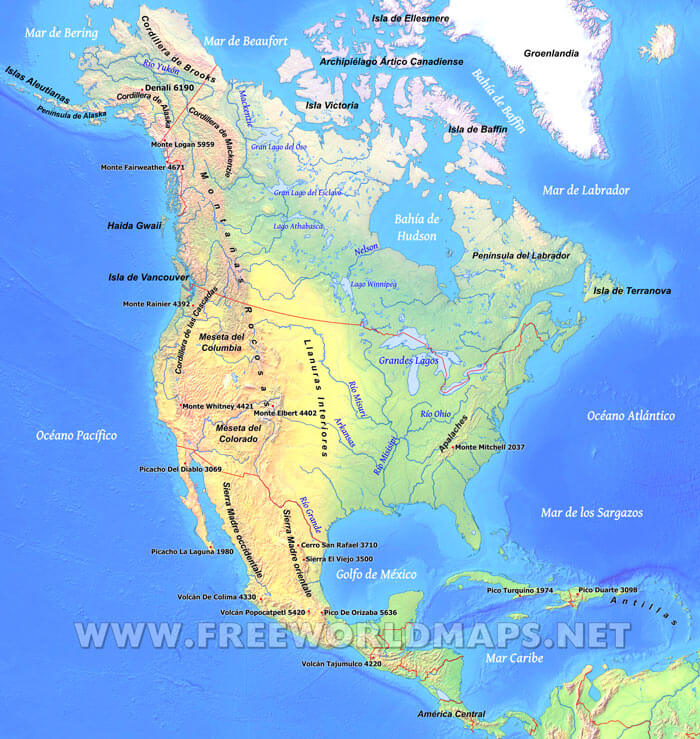 Isla de Ellesmere
Mar de Bering
Mar de Beaufort
Groenlandia
Cordillera de Brooks
Archipiélago Ártico Canadiense
Río Yukón
Islas Aleutianas
Denali 6190
Bahía de Baffin
Península de Alaska
Cordillera de Alaska
Mackenzie
Isla Victoria
Cordillera de Mackenzie
Isla de Baffin
Monte Logan 5959
Gran Lago del Oso
Monte Fairweather 4671
Montañas Rocosas
Gran Lago del Esclavo
Mar de Labrador
Haida Gwaii
Lago Athabasca
Bahía de
Hudson
Nelson
Península del Labrador
Isla de Vancouver
Lago Winnipeg
Isla de Terranova
Monte Rainier 4392
Cordillera de las Cascadas
Meseta del
Columbia
Llanuras Interiores
Grandes Lagos
Río Misuri
Monte Whitney 4421
Monte Elbert 4402
Río Ohio
Océano Atlántico
Océano Pacífico
Meseta del
Colorado
Arkansas
Río Misisipi
Apalaches
Monte Mitchell 2037
Picacho Del Diablo 3069
Sierra Madre occidentale
Río Grande
Sierra Madre orientale
Mar de los Sargazos
Cerro San Rafael 3710
Picacho La Laguna 1980
Sierra El Viejo 3500
Golfo de México
Volcán De Colima 4330
Pico Turquino 1974
Pico Duarte 3098
Antillas
Volcán Popocatpetl 5420
Pico De Orizaba 5636
WWW.FREEWORLDMAPS.NET
Mar Caribe
Volcán Tajumulco 4220
América Central